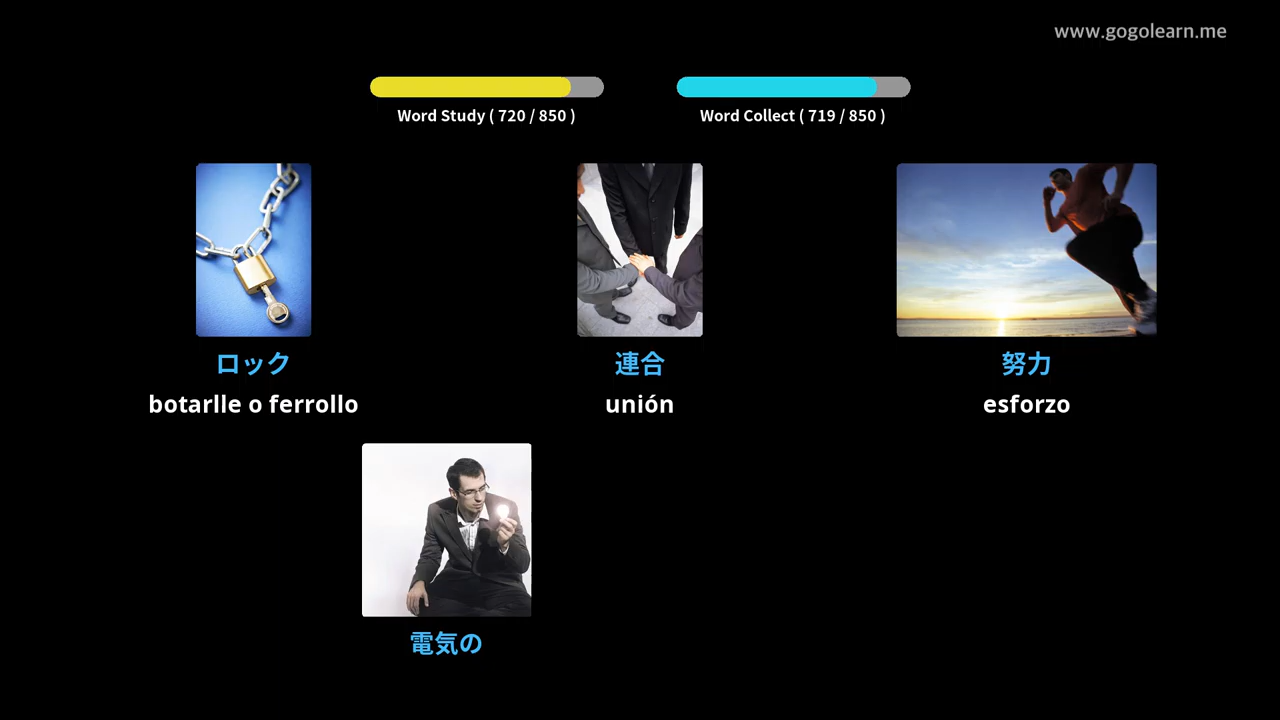 www.gogolearn.me
Word Study ( 720 / 850 )
Word Collect ( 719 / 850 )
ロック
連合
努力
botarlle o ferrollo
unión
esforzo
電気の